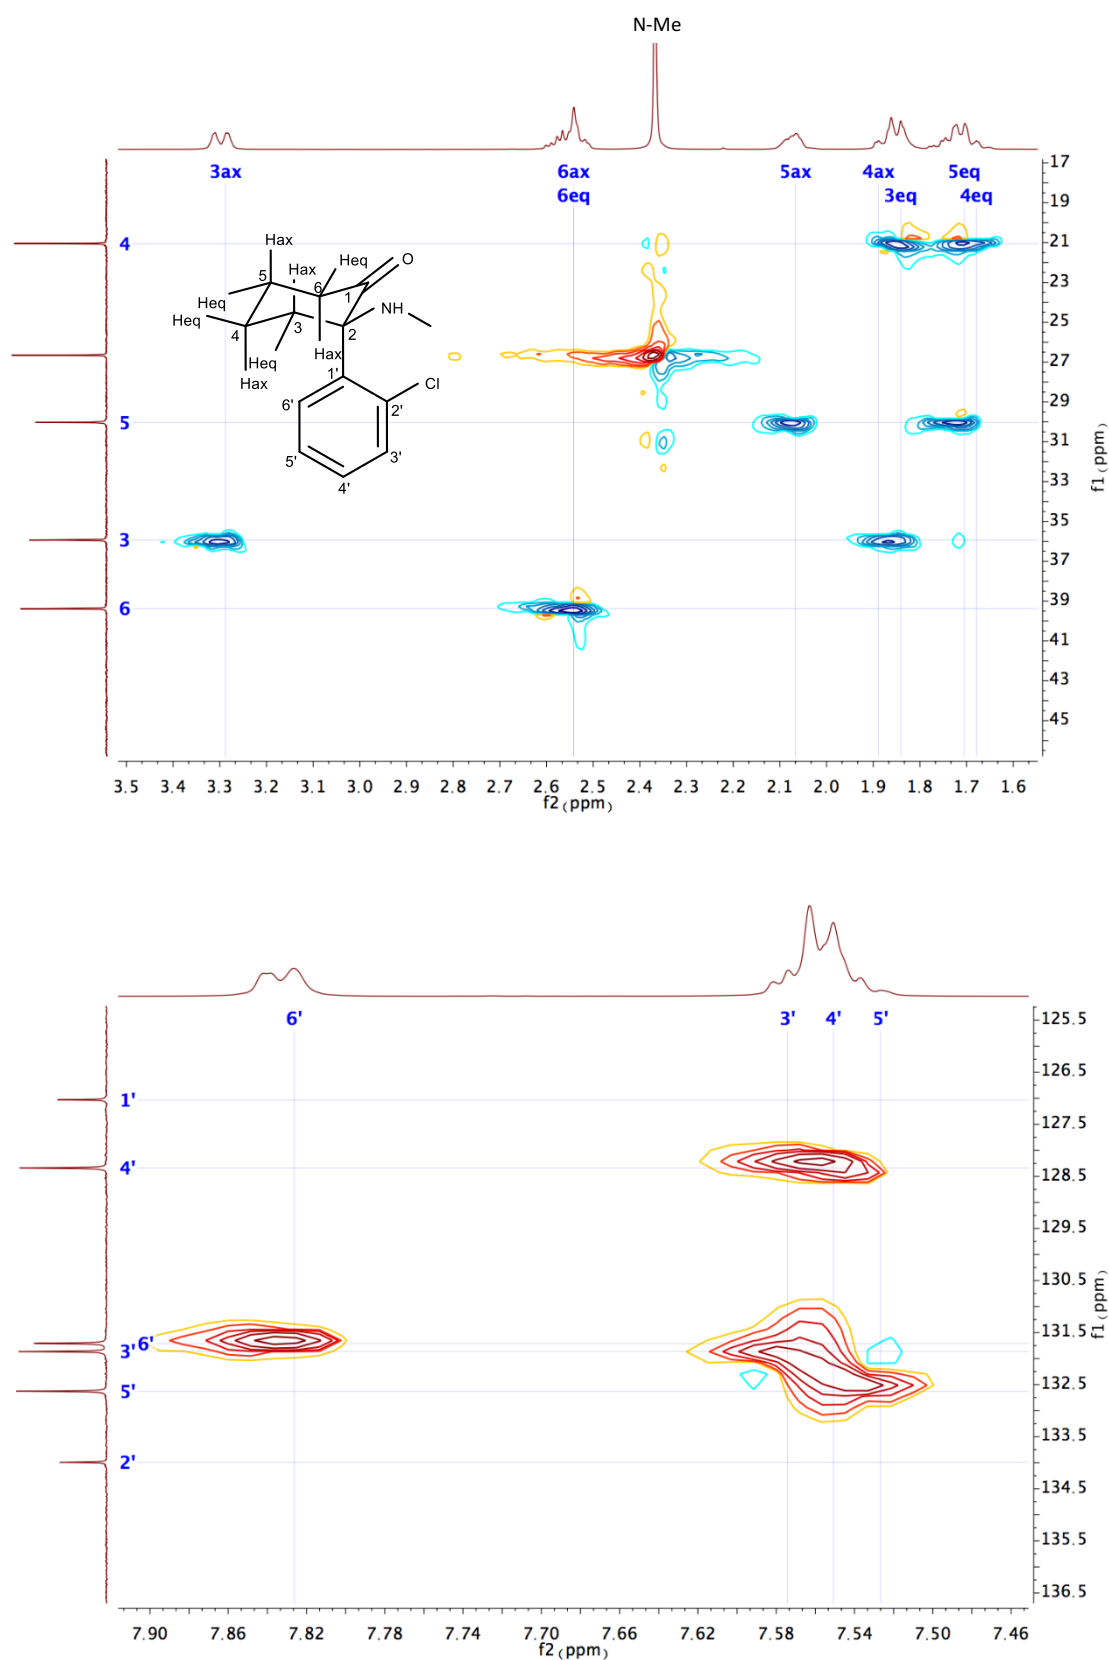 N-Me
3ax 6ax 5ax 4ax 5eq
6eq 3eq 4eq
17
19
4 21
23
25
27
29
5 31
33
35
3 37
39
6 41
43
45
f1 (ppm)
Hax
Heq O
5 Hax
6 1
Heq NH
Heq 3 2
4
Heq Hax
Hax 1'
Cl
6' 2'
5' 3'
4'
3.5 3.4 3.3 3.2 3.1 3.0 2.9 2.8 2.7 2.6 2.5 2.4 2.3 2.2 2.1 2.0 1.9 1.8 1.7 1.6
f2 (ppm)
6' 3' 4' 5'
125.5
126.5
1' 127.5
4' 128.5
129.5
130.5
6' 131.5
3'
5' 132.5
133.5
2' 134.5
135.5
136.5
f1 (ppm)
7.90 7.86 7.82 7.78 7.74 7.70 7.66 7.62 7.58 7.54 7.50 7.46
f2 (ppm)